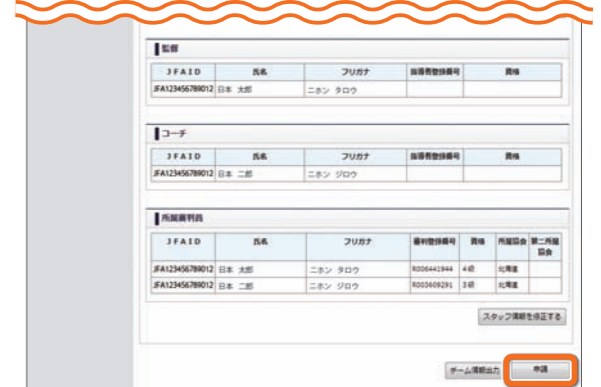 監督
JFAID 氏名 フリガナ 指導者登録番号 資格
JFA123456789012 日本 太郎 ニホン タロウ
コーチ
JFAID 氏名 フリガナ 指導者登録番号 資格
JFA123456789012 日本 二郎 ニホン ジロウ
所属審判員
JFAID 氏名 フリガナ 審判登録番号 資格 所属協会 第二所属
協会
JFA123456789012 日本 太郎 ニホン タロウ R006441944 4級 北海道
JFA123456789012 日本 二郎 ニホン ジロウ R003609291 3級 北海道
スタッフ情報を修正する
チーム情報出力 申請